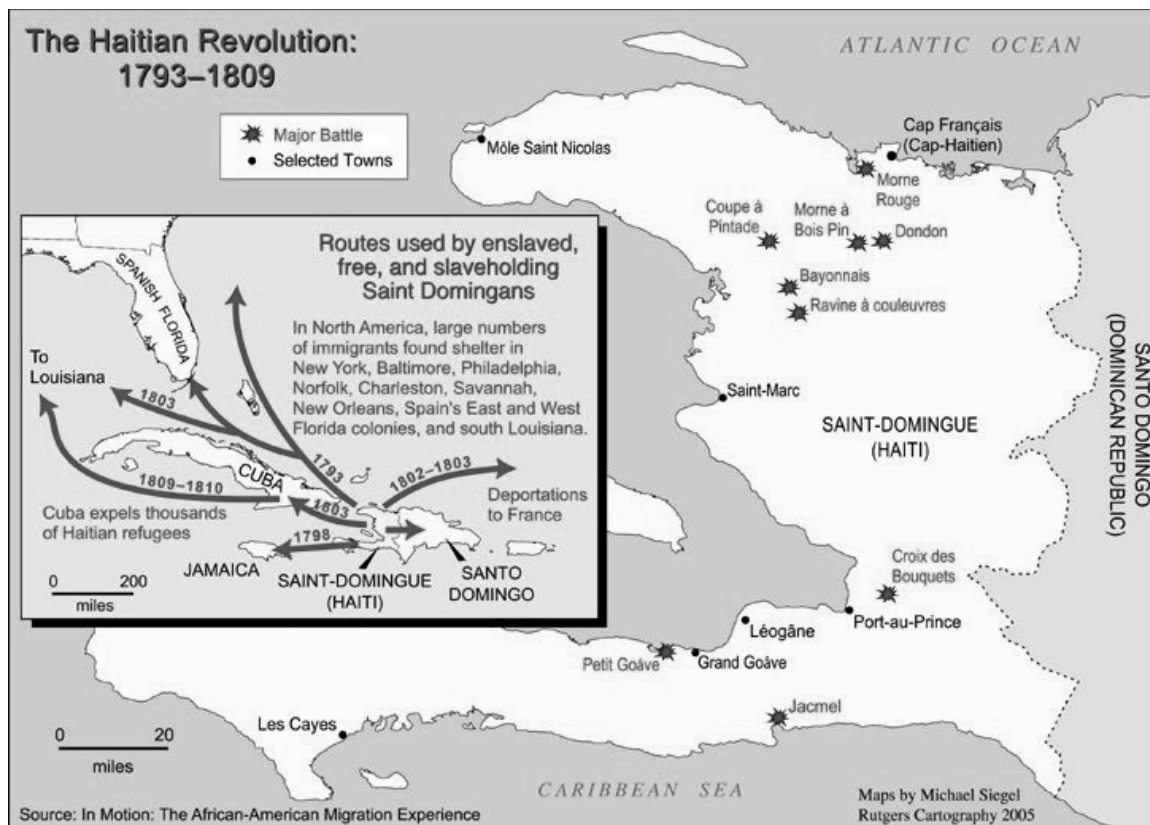 The Haitian Revolution:
1793–1809
ATLANTIC OCEAN
Major Battle
Selected Towns
Môle Saint Nicolas
Cap Français
(Cap-Haitien)
Morne
Rouge
Coupe à
Pintade
Morne à
Bois Pin
Dondon
Bayonnais
Ravine à couleuvres
Saint-Marc
SAINT-DOMINGUE
(HAITI)
SANTO DOMINGO
(DOMINICAN REPUBLIC)
Croix des
Bouquets
Port-au-Prince
Léogâne
Petit Goâve
Grand Goâve
Jacmel
Les Cayes
0 20
miles
CARIBBEAN SEA
Routes used by enslaved,
free, and slaveholding
Saint Domingans
In North America, large numbers
of immigrants found shelter in
New York, Baltimore, Philadelphia,
Norfolk, Charleston, Savannah,
New Orleans, Spain's East and West
Florida colonies, and south Louisiana.
SPANISH FLORIDA
To
Louisiana
1803
1793
1802–1803
CUBA
1809–1810
1803
Deportations
to France
Cuba expels thousands
of Haitian refugees
1798
JAMAICA
SAINT-DOMINGUE
(HAITI)
SANTO
DOMINGO
0 200
miles
Source: In Motion: The African-American Migration Experience
Maps by Michael Siegel
Rutgers Cartography 2005